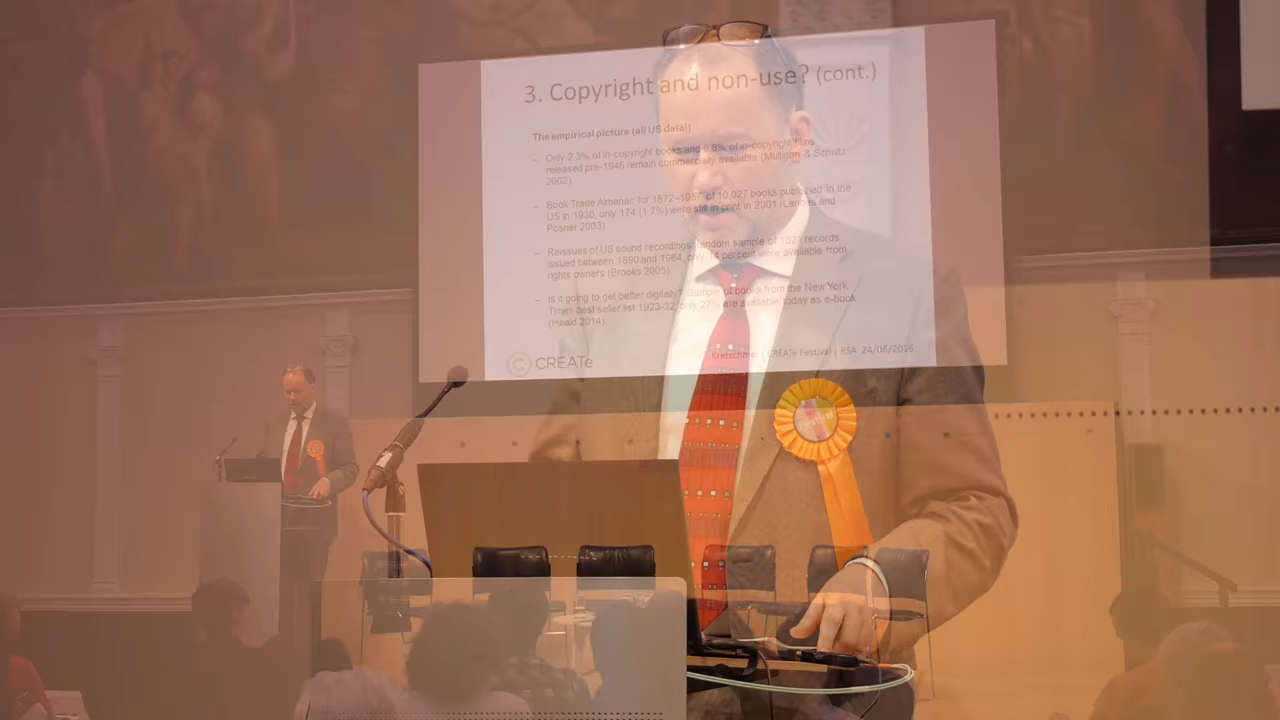 3. Copyright and non-use? (cont.)
The empirical picture (all US data!)
– Only 2.3% of in-copyright books and 6.8% of in-copyright films
released pre-1946 remain commercially available (Mulligan & Schultz
2002)
– Book Trade Almanac for 1872–1957 of 10,027 books published in the
US in 1930, only 174 (1.7%) were still in print in 2001 (Landes and
Posner 2003)
– Reissues of US sound recordings: random sample of 1521 records
issued between 1890 and 1964, only 14 percent were available from
rights owners (Brooks 2005)
– Is it going to get better digitally? Sample of books from the New York
Times best seller list 1923-32, only 27% are available today as e-book
(Heald 2014)
© CREATe
Kretschmer | CREATe Festival | RSA 24/06/2016